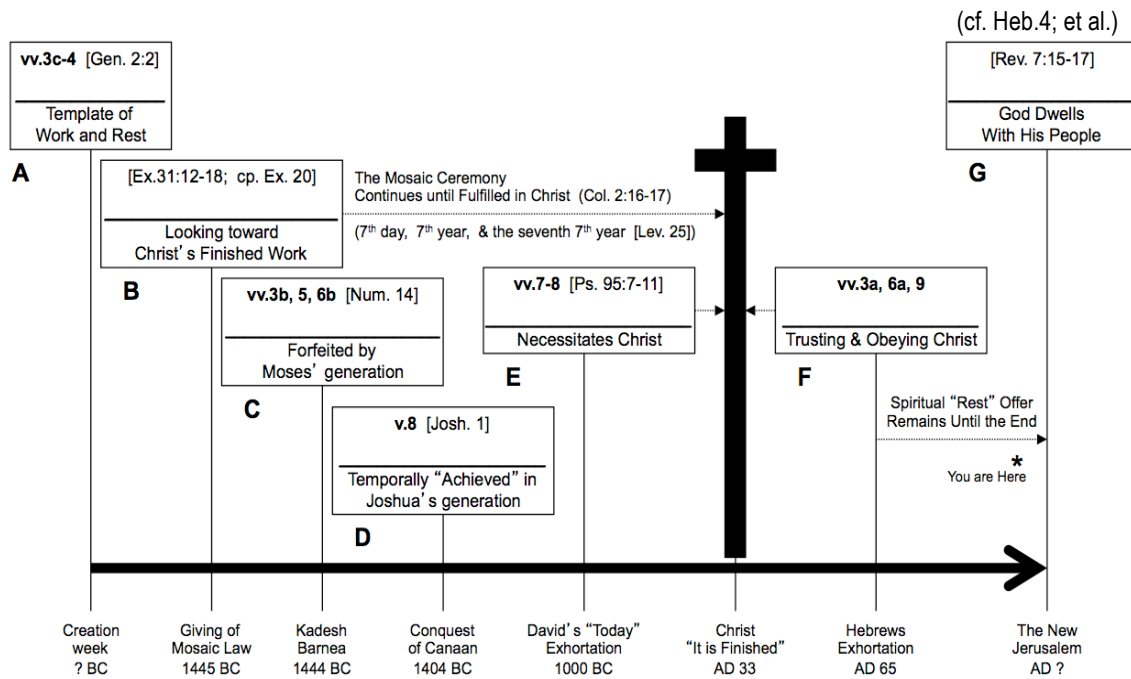 (cf. Heb.4; et al.)
vv.3c-4 [Gen. 2:2]
Template of
Work and Rest
A
[Ex.31:12-18; cp. Ex. 20]
Looking toward
Christ's Finished Work
B
The Mosaic Ceremony
Continues until Fulfilled in Christ (Col. 2:16-17)
(7th day, 7th year, & the seventh 7th year [Lev. 25])
vv.3b, 5, 6b [Num. 14]
Forfeited by
Moses' generation
C
v.8 [Josh. 1]
Temporally "Achieved" in
Joshua's generation
D
vv.7-8 [Ps. 95:7-11]
Necessitates Christ
E
vv.3a, 6a, 9
Trusting & Obeying Christ
F
Spiritual "Rest" Offer
Remains Until the End
*
You are Here
[Rev. 7:15-17]
God Dwells
With His People
G
Creation
week
? BC
Giving of
Mosaic Law
1445 BC
Kadesh
Barnea
1444 BC
Conquest
of Canaan
1404 BC
David's "Today"
Exhortation
1000 BC
Christ
"It is Finished"
AD 33
Hebrews
Exhortation
AD 65
The New
Jerusalem
AD ?